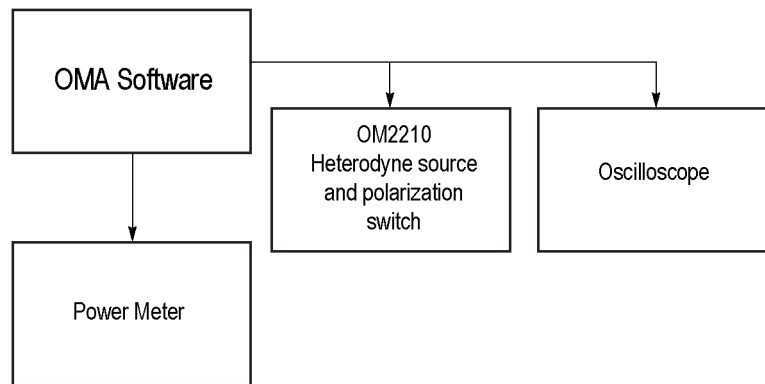 OMA Software
OM2210
Heterodyne source
and polarization
switch
Oscilloscope
Power Meter